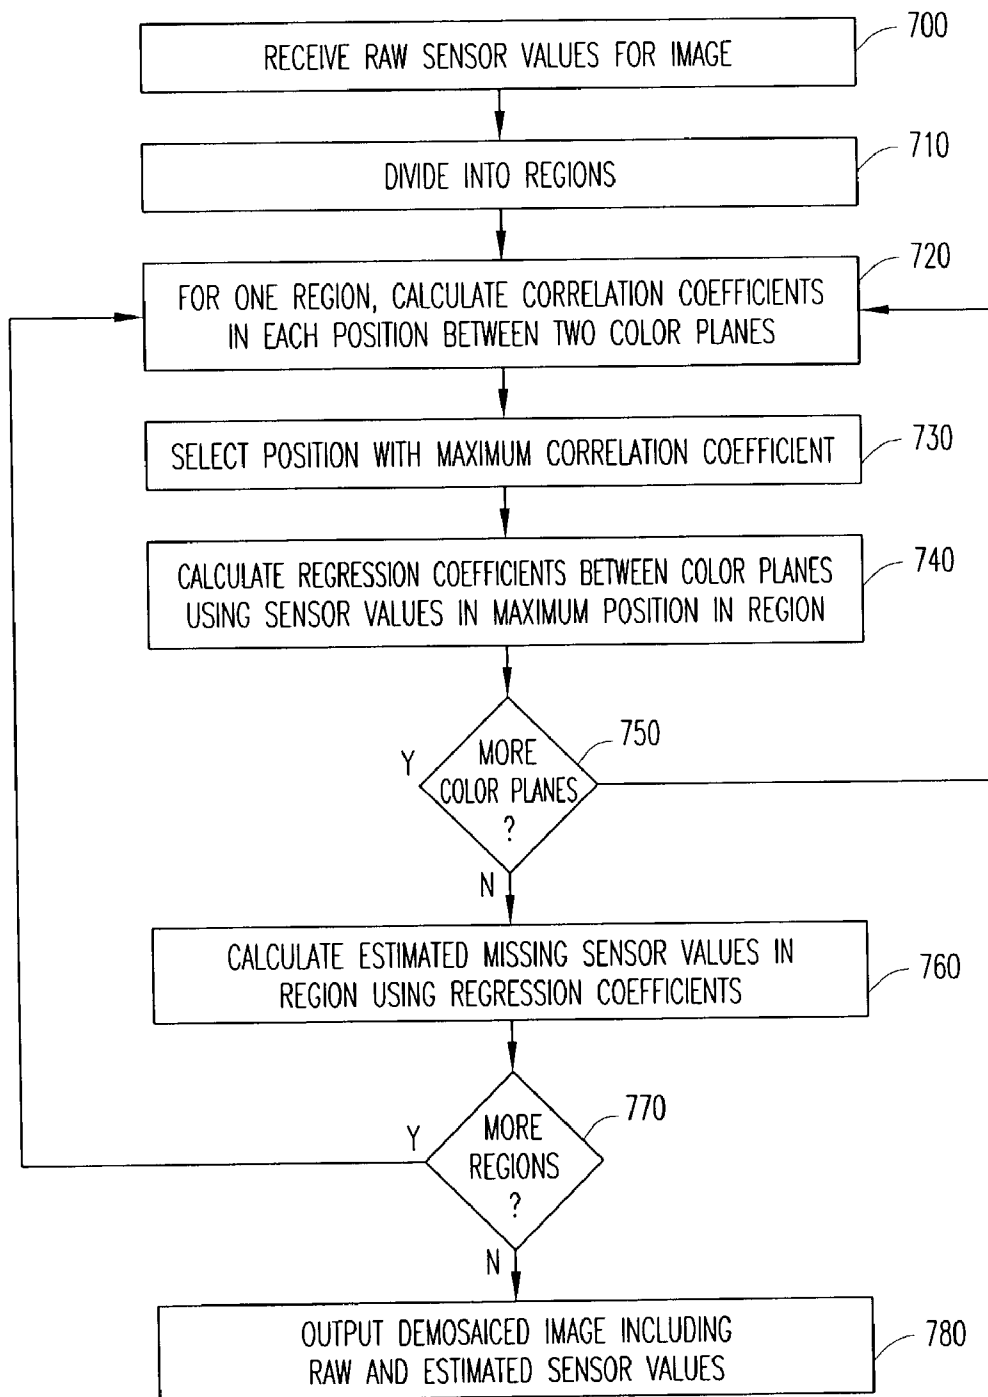 700
RECEIVE RAW SENSOR VALUES FOR IMAGE
710
DIVIDE INTO REGIONS
720
FOR ONE REGION, CALCULATE CORRELATION COEFFICIENTS
IN EACH POSITION BETWEEN TWO COLOR PLANES
730
SELECT POSITION WITH MAXIMUM CORRELATION COEFFICIENT
740
CALCULATE REGRESSION COEFFICIENTS BETWEEN COLOR PLANES
USING SENSOR VALUES IN MAXIMUM POSITION IN REGION
750
Y
MORE
COLOR PLANES
?
N
760
CALCULATE ESTIMATED MISSING SENSOR VALUES IN
REGION USING REGRESSION COEFFICIENTS
770
Y
MORE
REGIONS
?
N
780
OUTPUT DEMOSAICED IMAGE INCLUDING
RAW AND ESTIMATED SENSOR VALUES